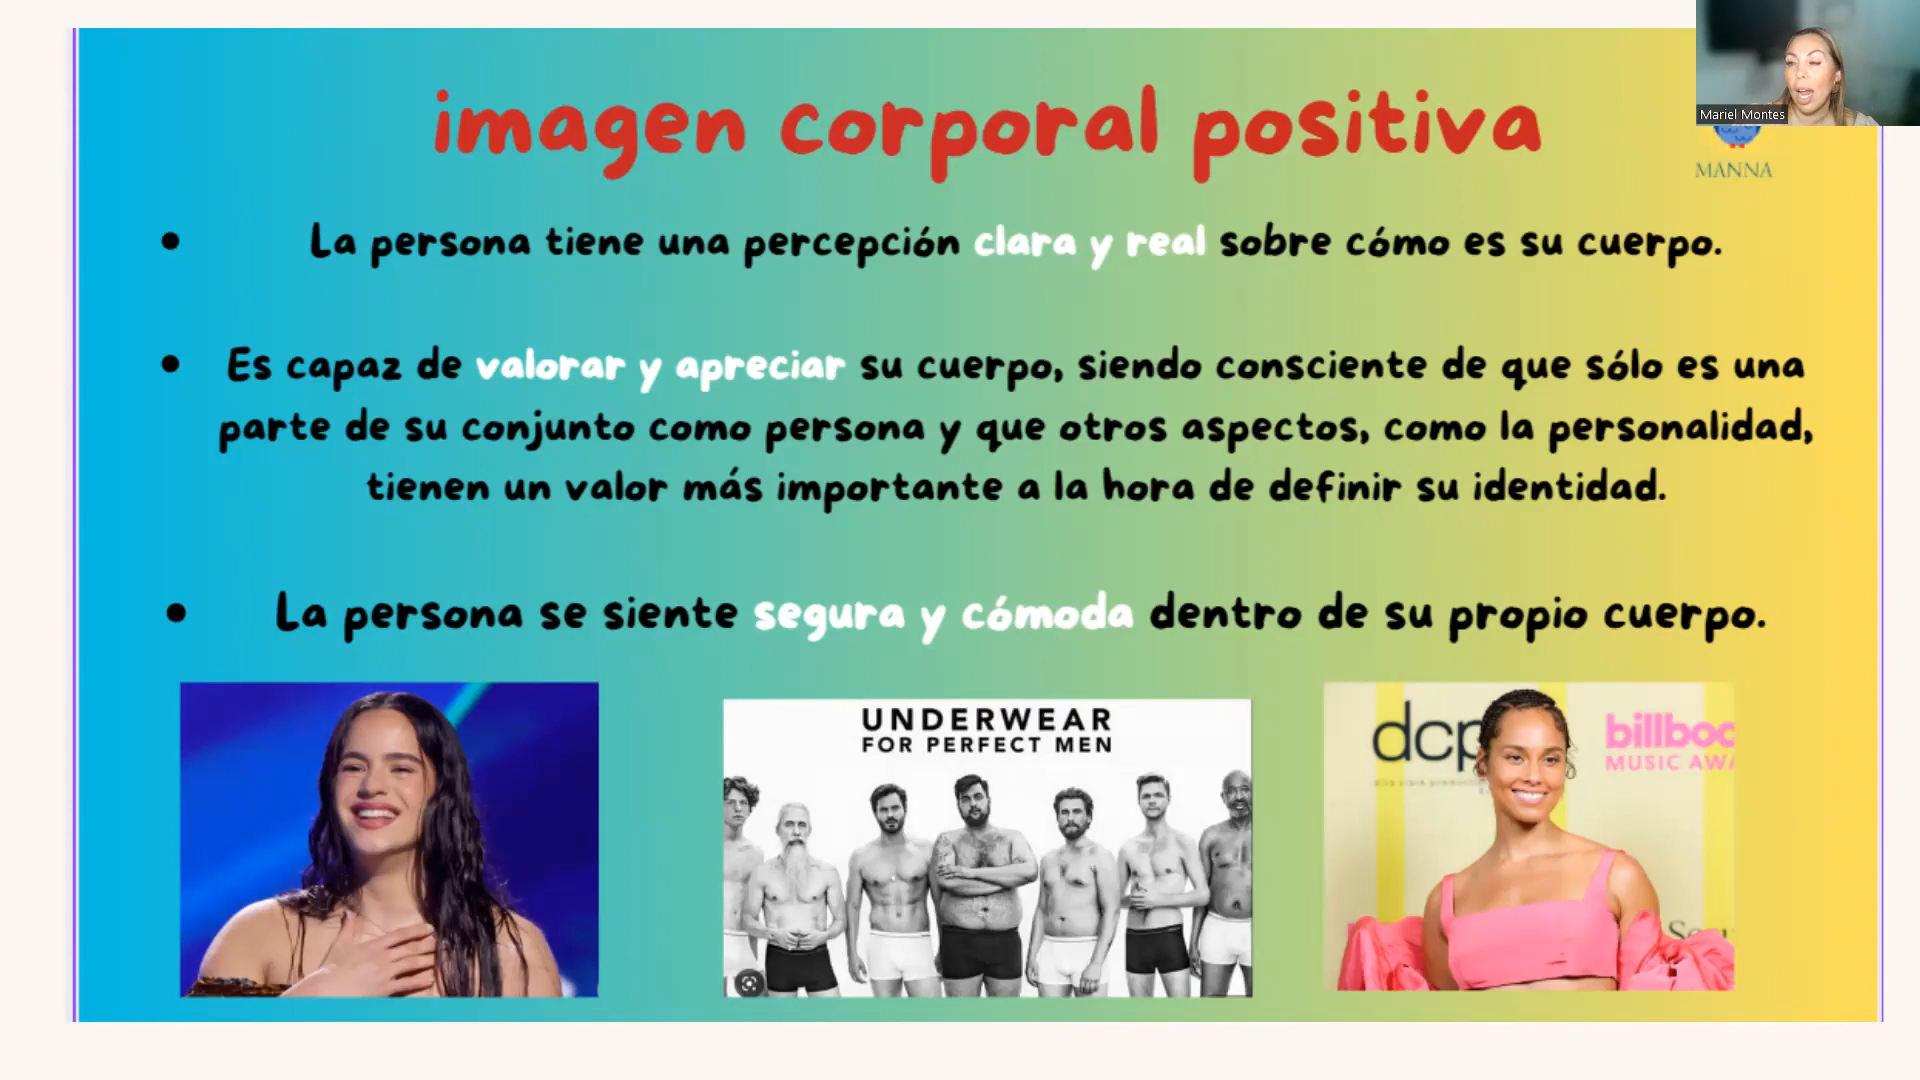 imagen corporal positiva
Mariel Montes
MANNA
• La persona tiene una percepción clara y real sobre cómo es su cuerpo.
• Es capaz de valorar y apreciar su cuerpo, siendo consciente de que sólo es una
parte de su conjunto como persona y que otros aspectos, como la personalidad,
tienen un valor más importante a la hora de definir su identidad.
• La persona se siente segura y cómoda dentro de su propio cuerpo.
UNDERWEAR
FOR PERFECT MEN
dcp
billboa
MUSIC AWA